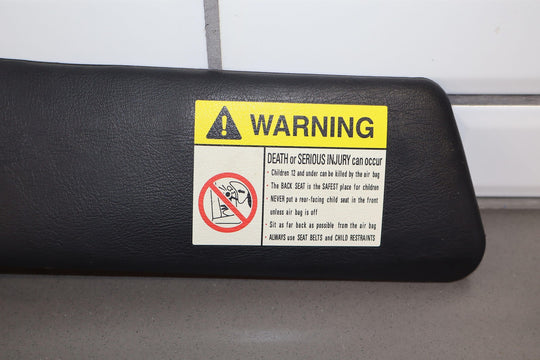 WARNING
DEATH or SERIOUS INJURY can occur
· Children 12 and under can be killed by the air bag
· The BACK SEAT is the SAFEST place for children
· NEVER put a rear-facing child seat in the front
unless air bag is off
· Sit as far back as possible from the air bag
· ALWAYS use SEAT BELTS and CHILD RESTRAINTS